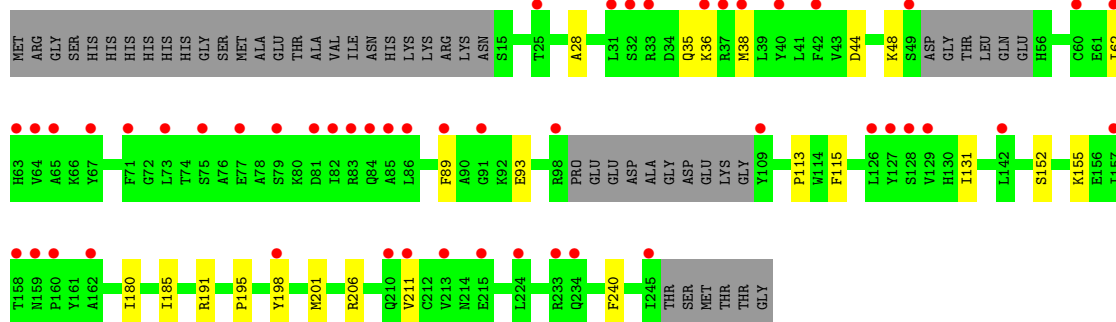 MET ARG GLY SER HIS HIS HIS HIS HIS HIS GLY SER MET ALA GLU THR ALA VAL ILE ASN HIS LYS LYS ARG LYS ASN S15 T25 A28 L31 S32 R33 D34 Q35 K36 R37 M38 L39 Y40 L41 F42 V43 D44 K48 S49 ASP GLY THR LEU GLN GLU H56 C60 E61 I62
H63 V64 A65 K66 Y67 F71 G72 L73 T74 S75 A76 E77 A78 S79 K80 D81 I82 R83 Q84 A85 L86 F89 A90 G91 K92 E93 R98 PRO GLU GLU ASP ALA GLY ASP GLU LYS GLY Y109 P113 W114 F115 L126 Y127 S128 V129 H130 I131 L142 S152 K155 E156 I157
T158 N159 P160 Y161 A162 I180 I185 R191 P195 Y198 M201 R206 Q210 V211 C212 V213 N214 E215 L224 R233 Q234 F240 I245 THR SER MET THR THR GLY